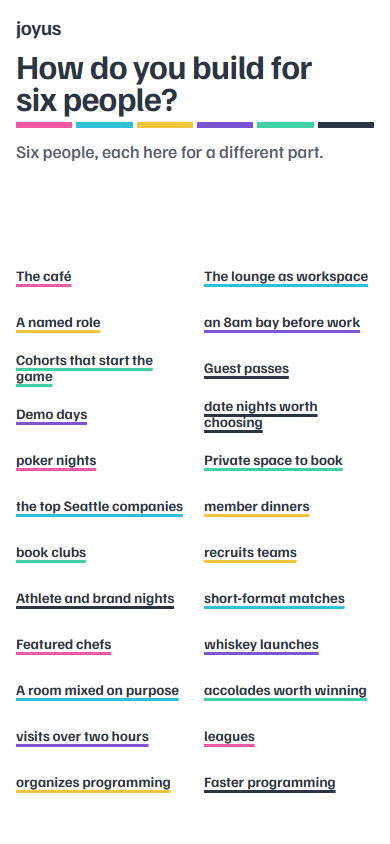 joyus
How do you build for
six people?
Six people, each here for a different part.
The café
The lounge as workspace
A named role
an 8am bay before work
Cohorts that start the
game
Guest passes
Demo days
date nights worth
choosing
poker nights
Private space to book
the top Seattle companies
member dinners
book clubs
recruits teams
Athlete and brand nights
short-format matches
Featured chefs
whiskey launches
A room mixed on purpose
accolades worth winning
visits over two hours
leagues
organizes programming
Faster programming